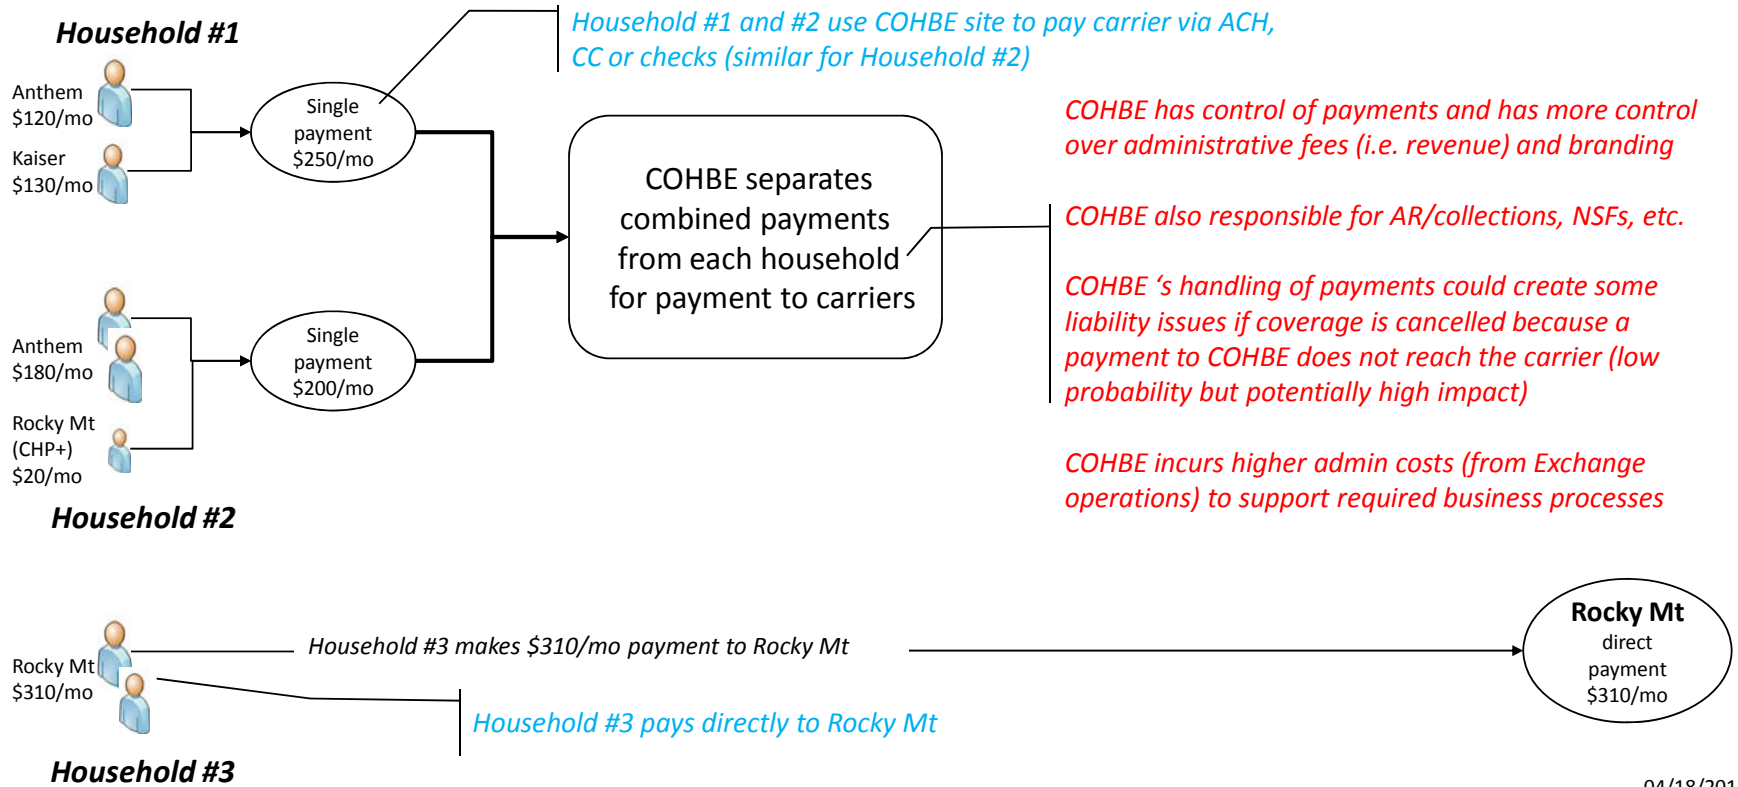 Household #1
Anthem
$120/mo
Kaiser
$130/mo
Single
payment
$250/mo
Household #1 and #2 use COHBE site to pay carrier via ACH,
CC or checks (similar for Household #2)
COHBE separates
combined payments
from each household
for payment to carriers
COHBE has control of payments and has more control
over administrative fees (i.e. revenue) and branding
COHBE also responsible for AR/collections, NSFs, etc.
COHBE ‘s handling of payments could create some
liability issues if coverage is cancelled because a
payment to COHBE does not reach the carrier (low
probability but potentially high impact)
COHBE incurs higher admin costs (from Exchange
operations) to support required business processes
Anthem
$180/mo
Rocky Mt
(CHP+)
$20/mo
Single
payment
$200/mo
Household #2
Rocky Mt
$310/mo
Household #3 makes $310/mo payment to Rocky Mt
Household #3 pays directly to Rocky Mt
Rocky Mt
direct
payment
$310/mo
Household #3